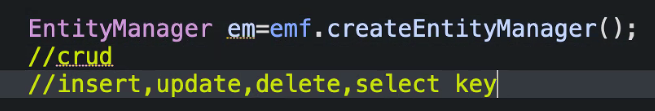 EntityManager em=emf.createEntityManager();
//crud
//insert,update,delete,select key